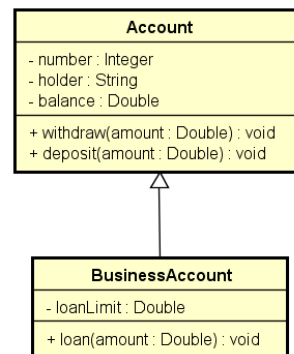 Account
- number : Integer
- holder : String
- balance : Double
+ withdraw(amount : Double) : void
+ deposit(amount : Double) : void
BusinessAccount
- loanLimit : Double
+ loan(amount : Double) : void